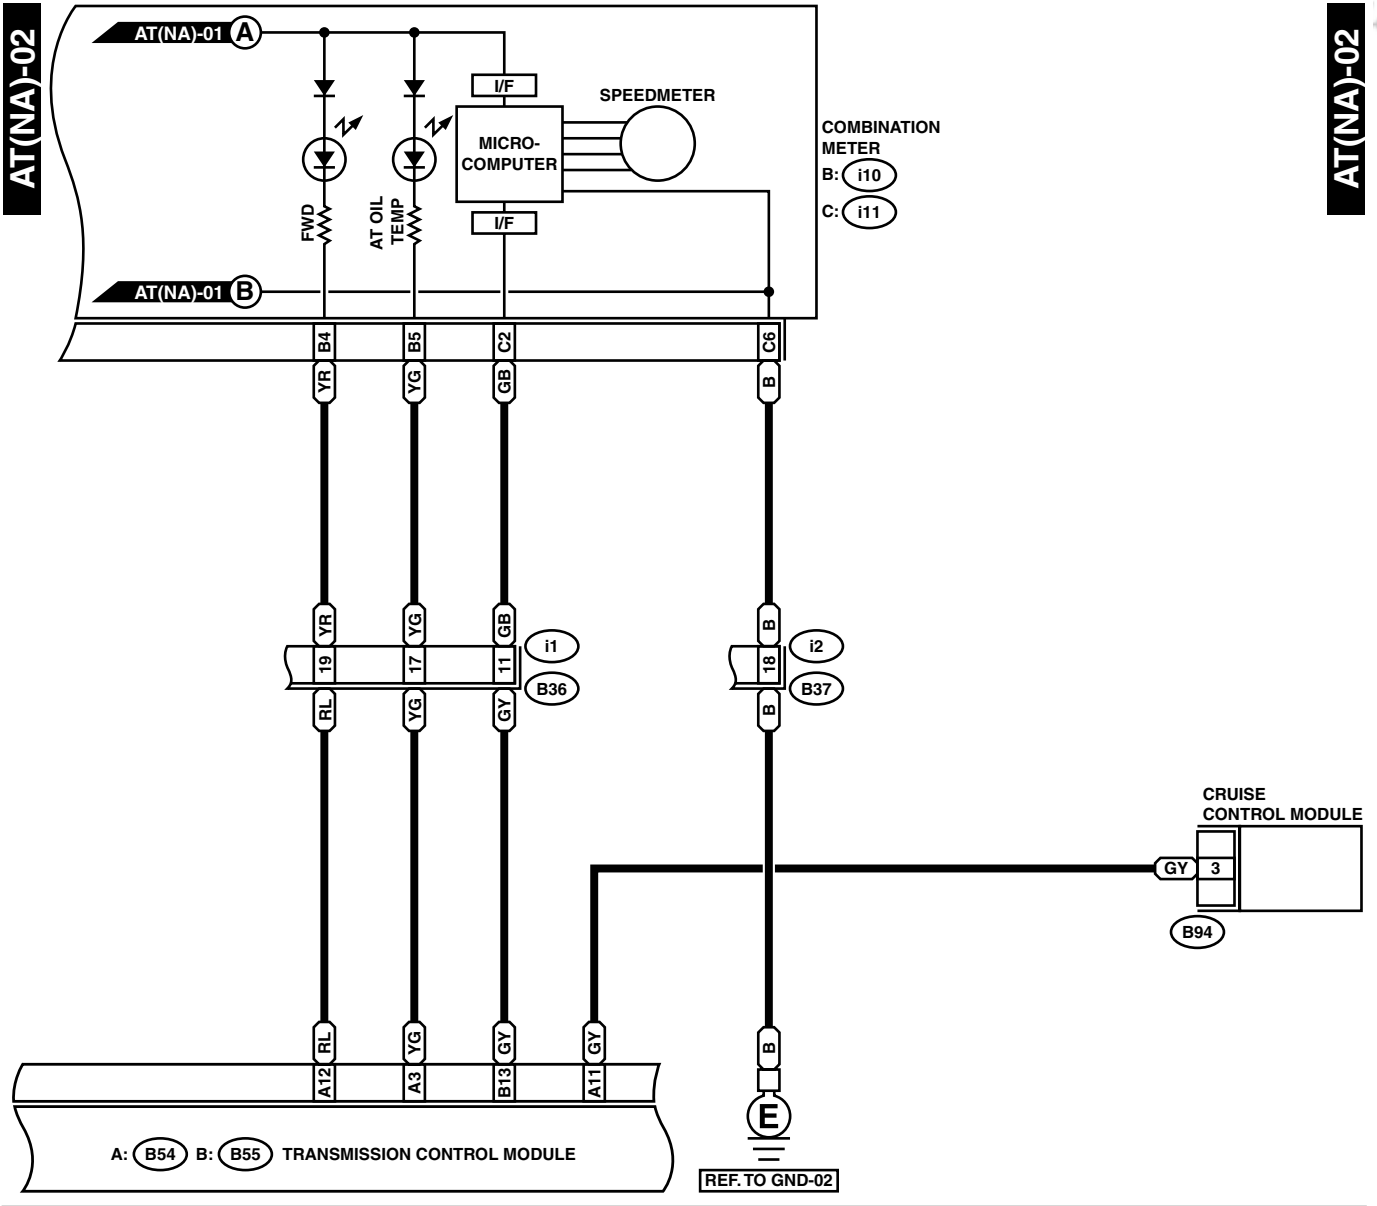 AT(NA)-02
AT(NA)-02
AT(NA)-01 A
I/F
SPEEDMETER
MICRO-
COMPUTER
COMBINATION
METER
B: i10
C: i11
FWD
AT OIL
TEMP
I/F
AT(NA)-01 B
B4 B5 C2 C6
YR YG GB B
YR YG GB B
i1 i2
19 17 11 18
B36 B37
RL YG GY B
CRUISE
CONTROL MODULE
GY 3
B94
RL YG GY GY B
A12 A3 B13 A11
E
A: B54 B: B55 TRANSMISSION CONTROL MODULE
REF. TO GND-02